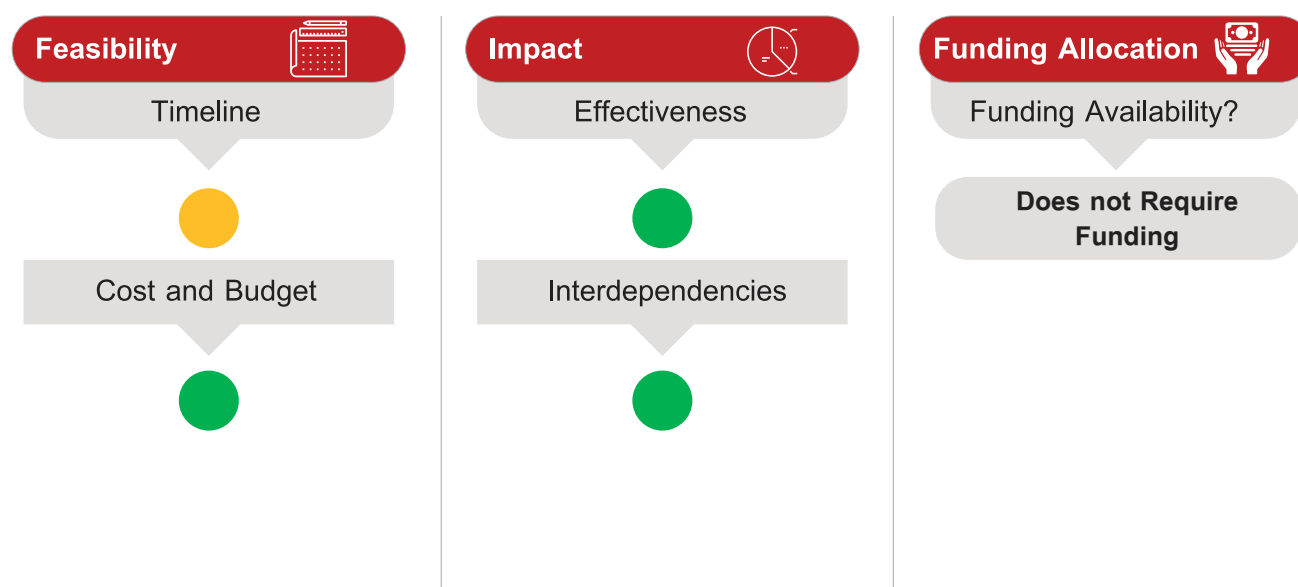 Feasibility
Timeline
Cost and Budget
Impact
Effectiveness
Interdependencies
Funding Allocation
Funding Availability?
Does not Require
Funding